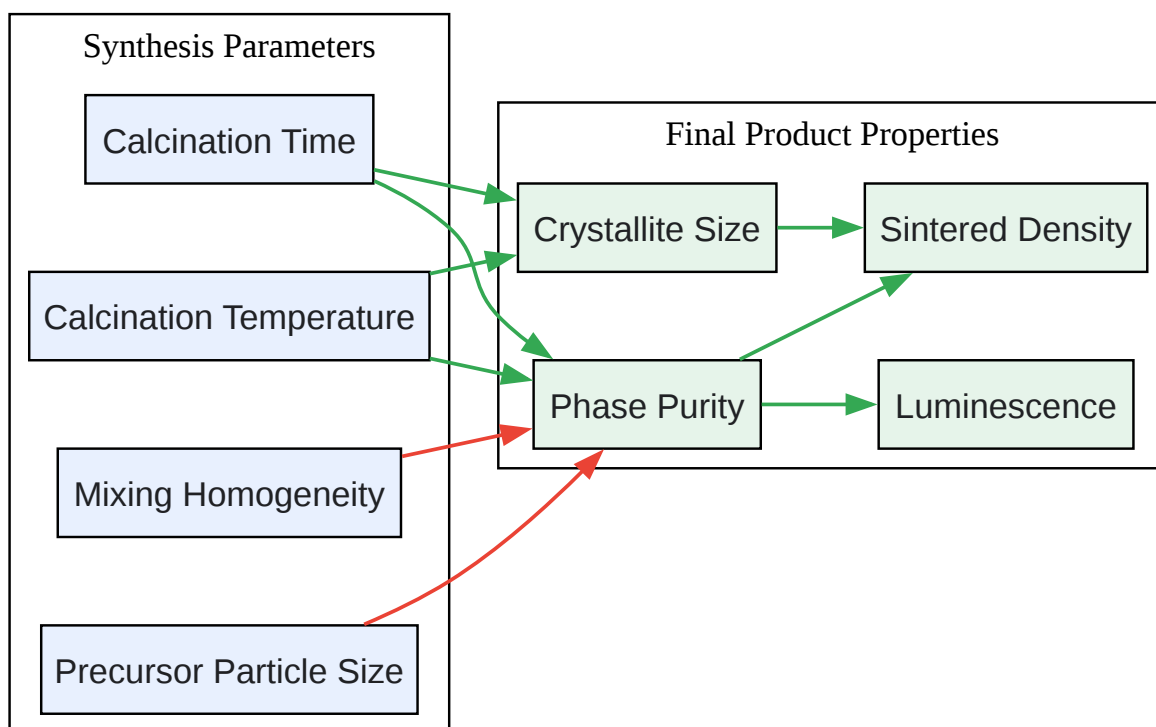 Synthesis Parameters
Calcination Time
Calcination Temperature
Mixing Homogeneity
Precursor Particle Size
Final Product Properties
Crystallite Size
Sintered Density
Phase Purity
Luminescence